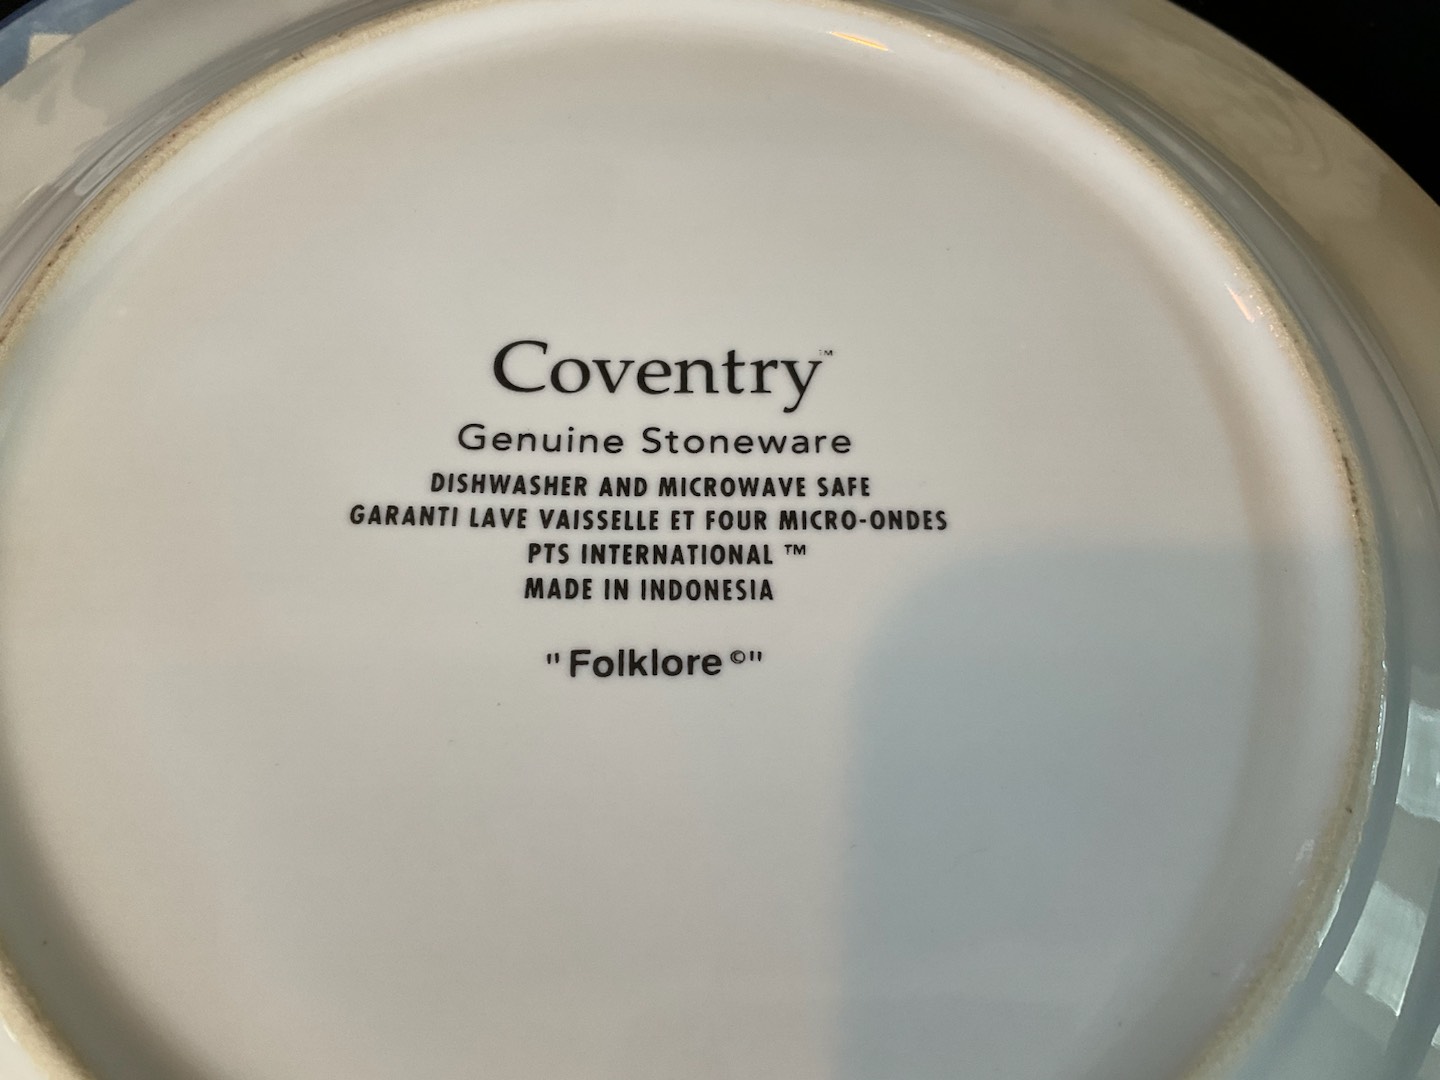 Coventry™
Genuine Stoneware
DISHWASHER AND MICROWAVE SAFE
GARANTI LAVE VAISSELLE ET FOUR MICRO-ONDES
PTS INTERNATIONAL ™
MADE IN INDONESIA
"Folklore©"